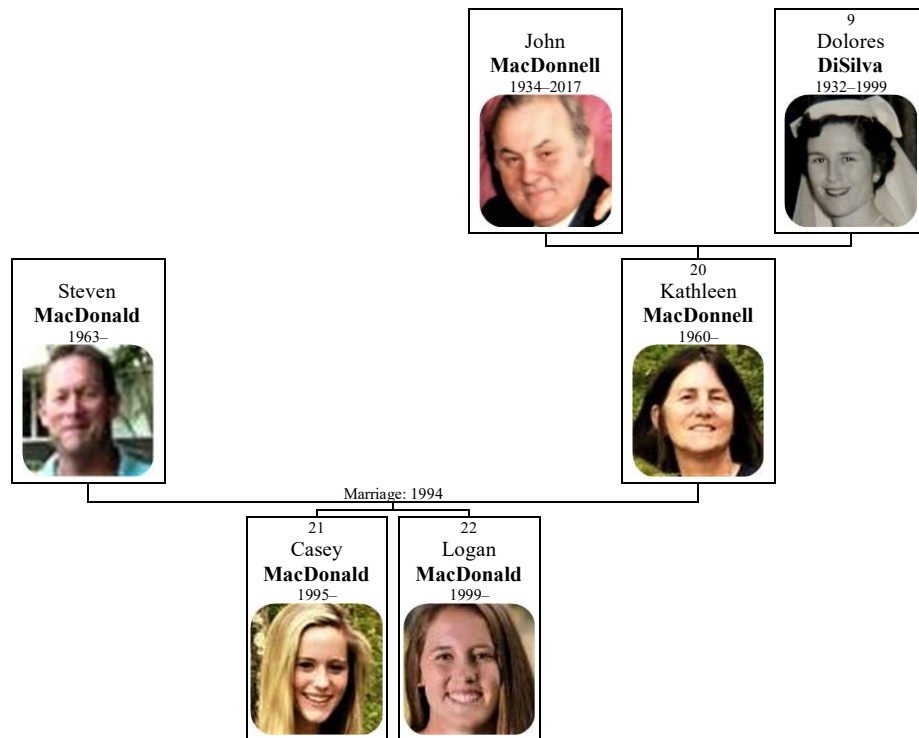 John
MacDonnell
1934–2017
9
Dolores
DiSilva
1932–1999
Steven
MacDonald
1963–
20
Kathleen
MacDonnell
1960–
Marriage: 1994
21
Casey
MacDonald
1995–
22
Logan
MacDonald
1999–